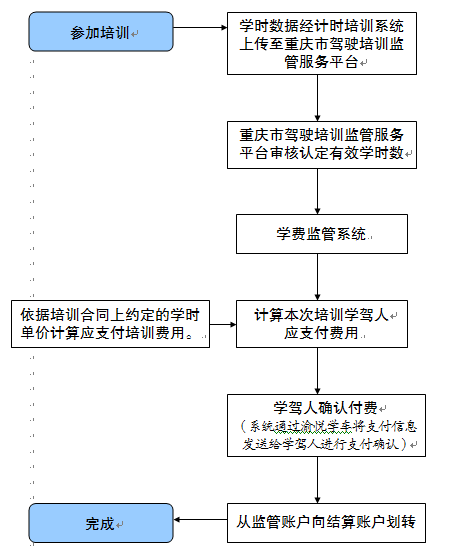 参加培训
学时数据经计时培训系统
上传至重庆市驾驶培训监
管服务平台
重庆市驾驶培训监管服务
平台审核认定有效学时数
学费监管系统
依据培训合同上约定的学时
单价计算应支付培训费用。
计算本次培训学驾人
应支付费用
学驾人确认付费
（系统通过渝悦学车将支付信息
发送给学驾人进行支付确认）
完成
从监管账户向结算账户划转